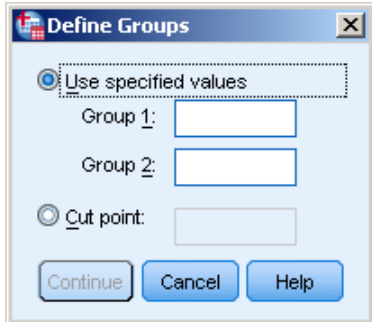 Define Groups
Use specified values
Group 1:
Group 2:
Cut point:
Continue Cancel Help